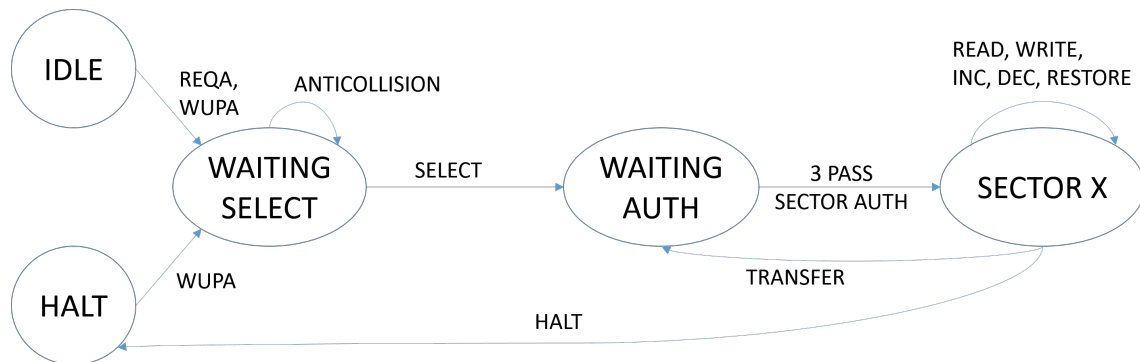 IDLE
REQA,
WUPA
ANTICOLLISION
READ, WRITE,
INC, DEC, RESTORE
WAITING
SELECT
SELECT
WAITING
AUTH
3 PASS
SECTOR AUTH
SECTOR X
HALT
WUPA
TRANSFER
HALT